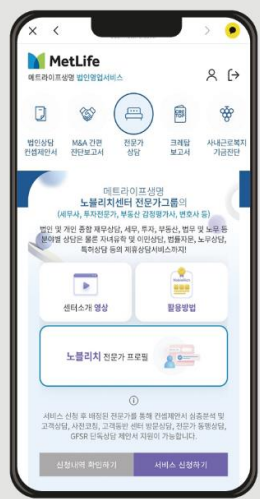 MetLife
메트라이프생명 법인영업서비스
법인상담 컨셉제안서
M&A 간편 진단보고서
전문가 상담
크레탑 보고서
사내근로복지 기금진단
메트라이프생명
노블리치센터 전문가그룹의
(세무사, 투자전문가, 부동산 감정평가사, 변호사 등)
법인 및 개인 종합 재무상담, 세무, 투자, 부동산, 법무 및 노무 등
분야별 상담은 물론 자녀유학 및 이민상담, 법률자문, 노무상담,
특허상담 등의 제휴상담서비스까지!
센터소개 영상
활용방법
노블리치 전문가 프로필
서비스 신청 후 배정된 전문가를 통해 컨셉제안서 심층분석 및
고객상담, 사전코칭, 고객동반 센터 방문상담, 전문가 동행상담,
GFSR 단독상담 제안서 지원이 가능합니다.
신청내역 확인하기
서비스 신청하기